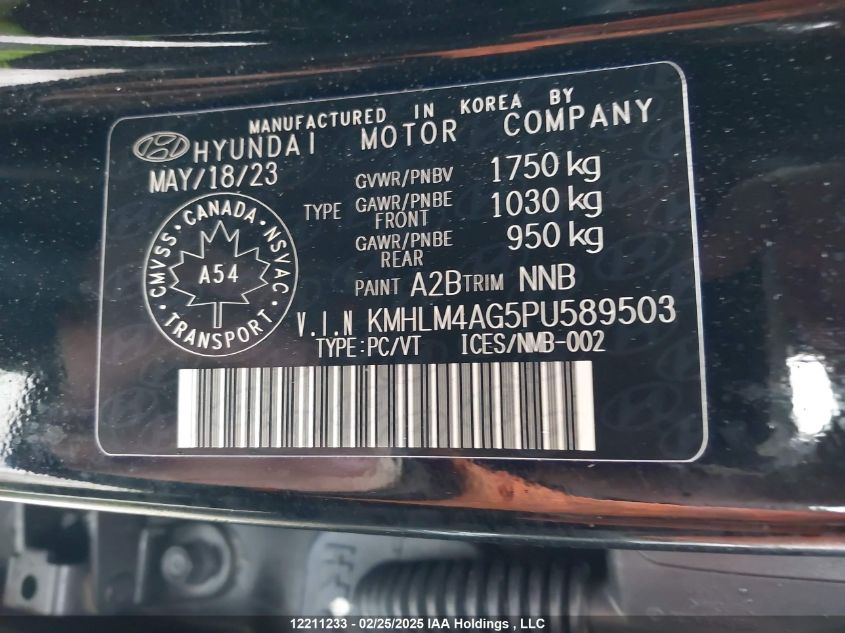 MANUFACTURED IN KOREA BY
HYUNDAI MOTOR COMPANY
MAY/18/23
GVWR/PNBV 1750 kg
TYPE GAWR/PNBE FRONT 1030 kg
GAWR/PNBE REAR 950 kg
PAINT A2B TRIM NNB
CMVSS • CANADA • NSVAC
A54
• TRANSPORT •
V.I.N KMHLM4AG5PU589503
TYPE:PC/VT ICES/NMB-002
12211233 - 02/25/2025 IAA Holdings , LLC